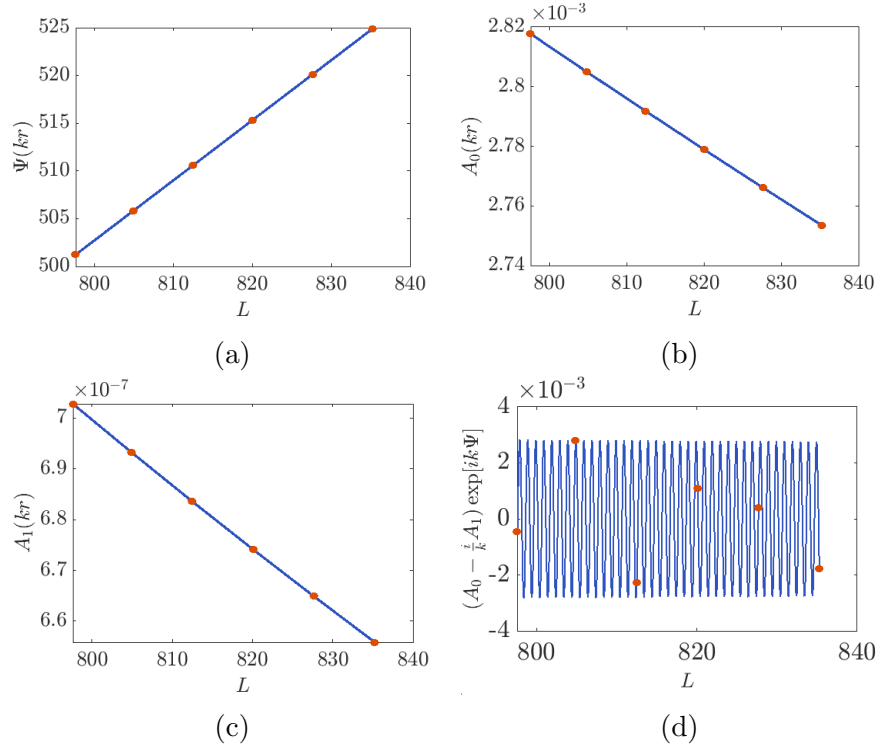 525
520
515
510
505
500
Ψ(kr)
800 810 820 830 840
L
(a)
×10⁻³
2.82
2.8
2.78
2.76
2.74
A₀(kr)
800 810 820 830 840
L
(b)
×10⁻⁷
7
6.9
6.8
6.7
6.6
A₁(kr)
800 810 820 830 840
L
(c)
×10⁻³
4
2
0
-2
-4
(A₀ − i/k A₁) exp[ikΨ]
800 820 840
L
(d)